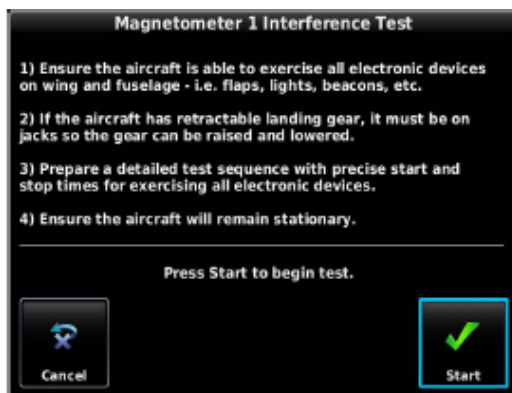 Magnetometer 1 Interference Test
1) Ensure the aircraft is able to exercise all electronic devices
on wing and fuselage - i.e. flaps, lights, beacons, etc.
2) If the aircraft has retractable landing gear, it must be on
jacks so the gear can be raised and lowered.
3) Prepare a detailed test sequence with precise start and
stop times for exercising all electronic devices.
4) Ensure the aircraft will remain stationary.
Press Start to begin test.
Cancel
Start